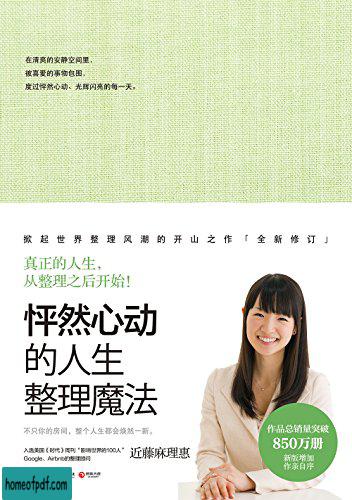 在清爽的安静空间里，
被喜爱的事物包围，
度过怦然心动、光辉闪亮的每一天。
掀起世界整理风潮的开山之作「全新修订」
真正的人生，
从整理之后开始！
怦然心动
的人生
整理魔法
不只你的房间，整个人生都会焕然一新。
作品总销量突破
850万册
新版增加
作亲自序
入选美国《时代》周刊“影响世界的100人”
Google、Airbnb的整理顾问
近藤麻理惠
homeofpdf.com